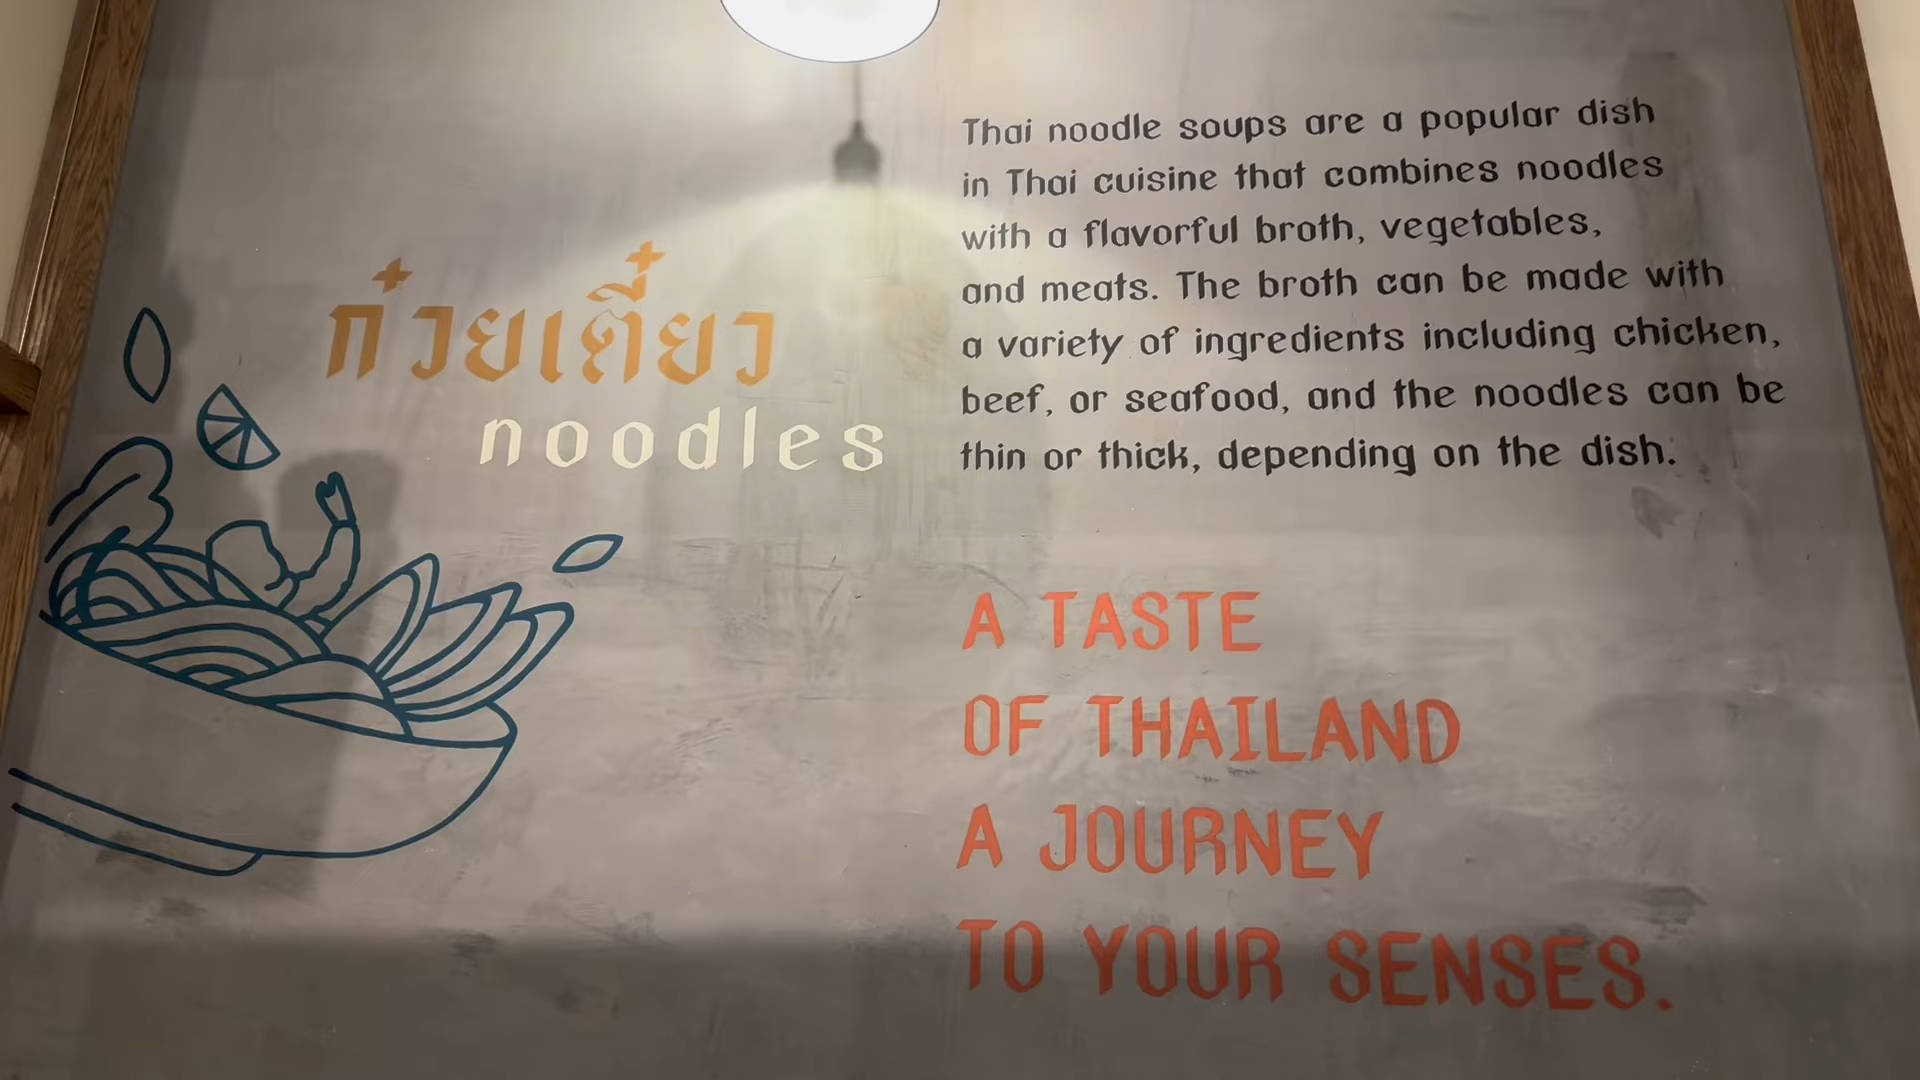 ก๋วยเตี๋ยว
noodles
Thai noodle soups are a popular dish
in Thai cuisine that combines noodles
with a flavorful broth, vegetables,
and meats. The broth can be made with
a variety of ingredients including chicken,
beef, or seafood, and the noodles can be
thin or thick, depending on the dish.
A TASTE
OF THAILAND
A JOURNEY
TO YOUR SENSES.